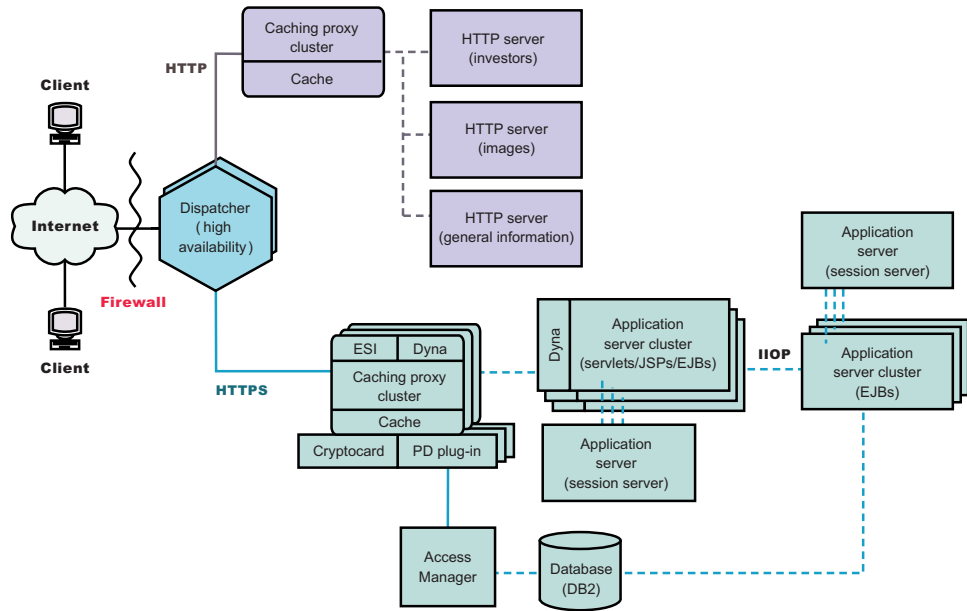 Client
Internet
Client
Firewall
Dispatcher
( high
availability)
HTTP
Caching proxy
cluster
Cache
HTTP server
(investors)
HTTP server
(images)
HTTP server
(general information)
HTTPS
ESI
Dyna
Caching proxy
cluster
Cache
Cryptocard
PD plug-in
Dyna
Application
server cluster
(servlets/JSPs/EJBs)
Application
server
(session server)
IIOP
Application
server
(session server)
Application
server cluster
(EJBs)
Access
Manager
Database
(DB2)